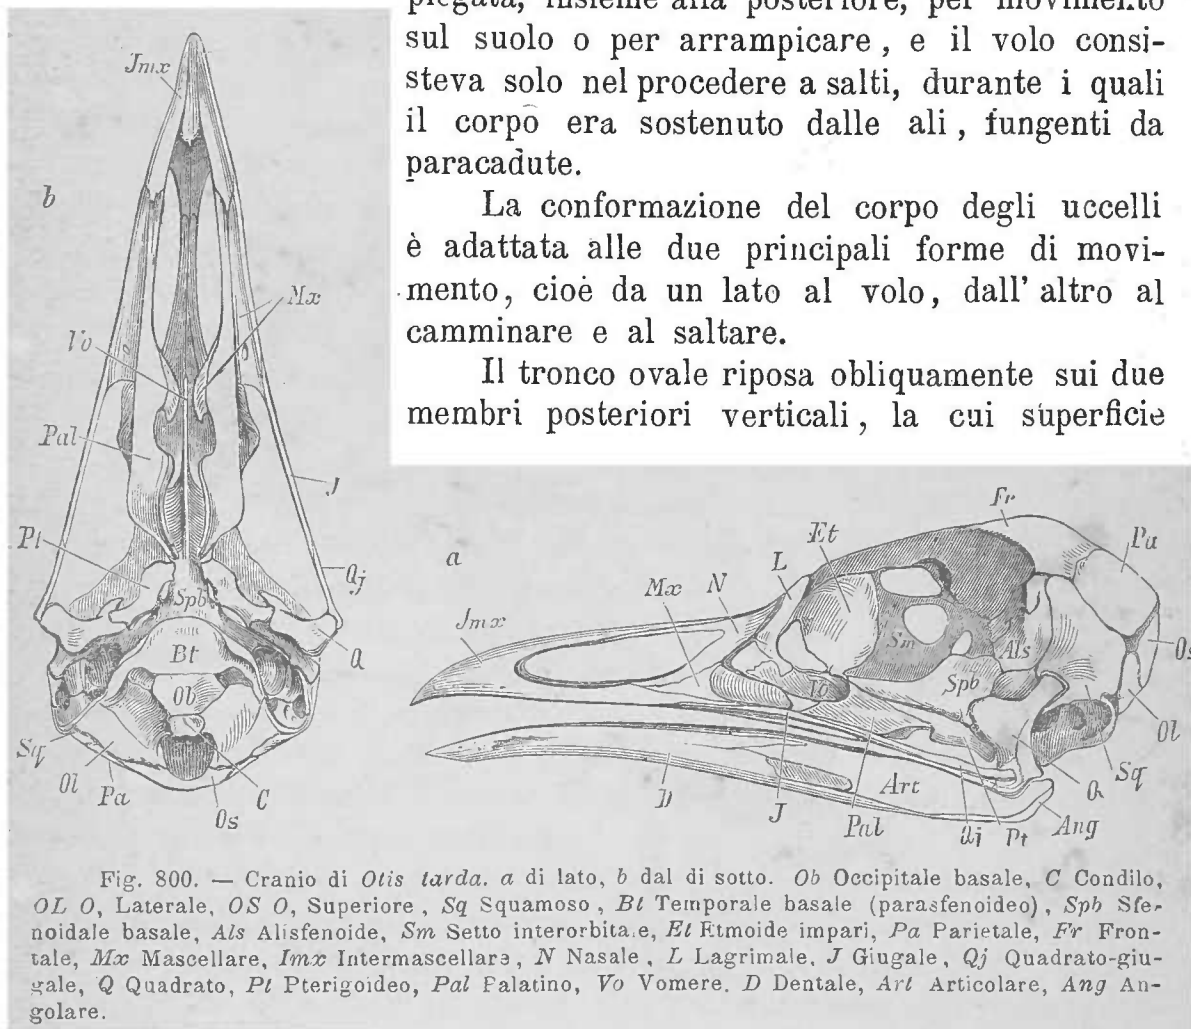 piegata, insieme alla posteriore, per movimento
sul suolo o per arrampicare, e il volo consi-
steva solo nel procedere a salti, durante i quali
il corpo era sostenuto dalle ali, fungenti da
paracadute.
La conformazione del corpo degli uccelli
è adattata alle due principali forme di movi-
mento, cioè da un lato al volo, dall'altro al
camminare e al saltare.
Il tronco ovale riposa obliquamente sui due
membri posteriori verticali, la cui superficie
b
Jmx
Mx
Vo
Pal
J
Pt
Qj
Spb
Q
Bt
Ob
Sq
Ol
Pa
Os
C
a
Fr
Et
Pa
L
N
Mx
Jmx
Sm
Als
Os
Vo
Spb
Ol
Sq
Art
Q
D
J
Pal
Qj
Pt
Ang
Fig. 800. — Cranio di Otis tarda. a di lato, b dal di sotto. Ob Occipitale basale, C Condilo,
OL O, Laterale, OS O, Superiore, Sq Squamoso, Bt Temporale basale (parasfenoideo), Spb Sfe-
noidale basale, Als Alisfenoide, Sm Setto interorbitale, Et Etmoide impari, Pa Parietale, Fr Fron-
tale, Mx Mascellare, Imx Intermascellare, N Nasale, L Lagrimale. J Giugale, Qj Quadrato-giu-
gale, Q Quadrato, Pt Pterigoideo, Pal Palatino, Vo Vomere. D Dentale, Art Articolare, Ang An-
golare.